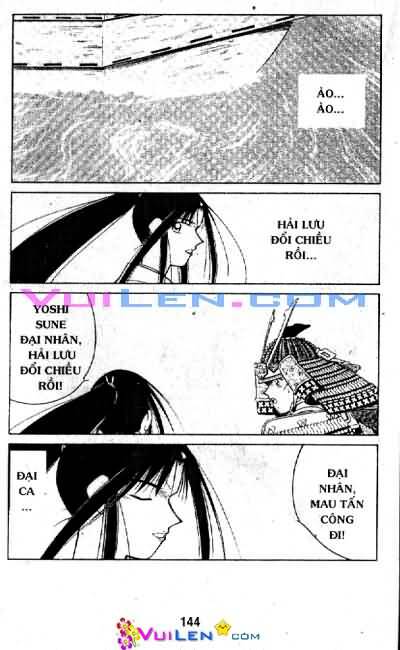 ÀO...
ÀO...
HẢI LƯU
ĐỔI CHIỀU
RỒI...
VUILEN.COM
YOSHI
SUNE
ĐẠI NHÂN,
HẢI LƯU
ĐỔI CHIỀU
RỒI!
ĐẠI
CA
...
ĐẠI
NHÂN,
MAU TẤN
CÔNG
ĐI!
144
VUILEN.COM